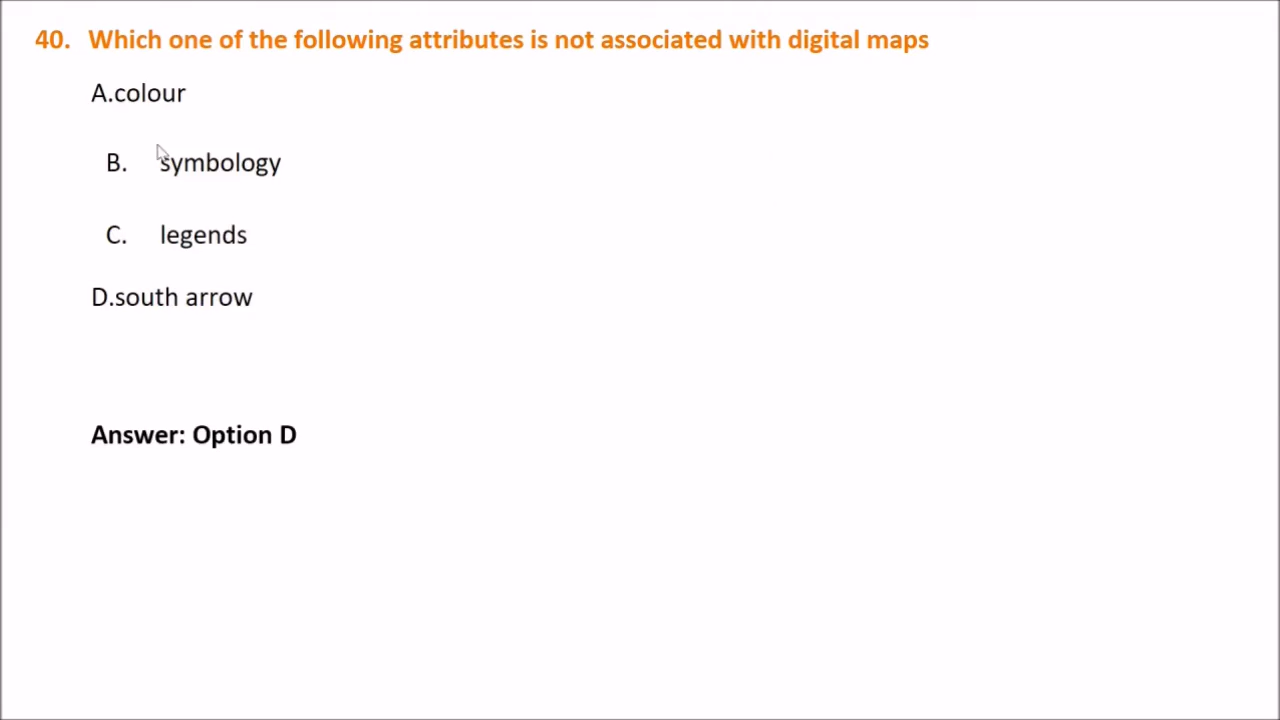 40. Which one of the following attributes is not associated with digital maps
A.colour
B. symbology
C. legends
D.south arrow
Answer: Option D